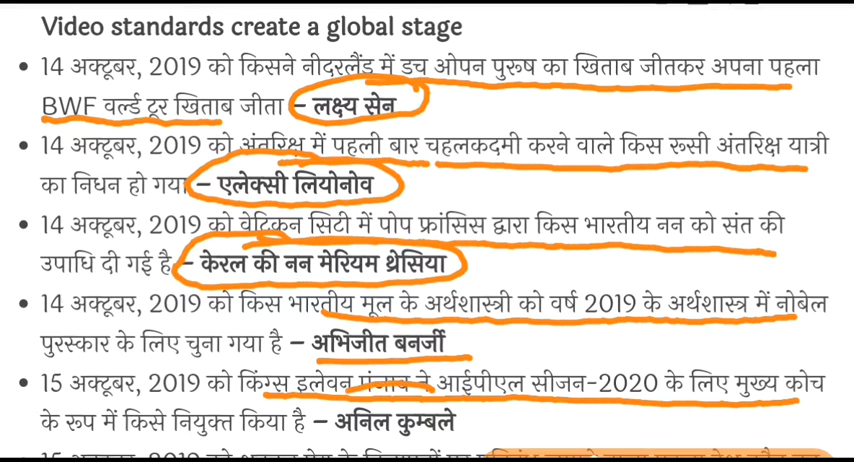 Video standards create a global stage
• 14 अक्टूबर, 2019 को किसने नीदरलैंड में डच ओपन पुरुष का खिताब जीतकर अपना पहला
BWF वर्ल्ड टूर खिताब जीता – लक्ष्य सेन
• 14 अक्टूबर, 2019 को अंतरिक्ष में पहली बार चहलकदमी करने वाले किस रूसी अंतरिक्ष यात्री
का निधन हो गया – एलेक्सी लियोनोव
• 14 अक्टूबर, 2019 को वेटिकन सिटी में पोप फ्रांसिस द्वारा किस भारतीय नन को संत की
उपाधि दी गई है – केरल की नन मेरियम थ्रेसिया
• 14 अक्टूबर, 2019 को किस भारतीय मूल के अर्थशास्त्री को वर्ष 2019 के अर्थशास्त्र में नोबेल
पुरस्कार के लिए चुना गया है – अभिजीत बनर्जी
• 15 अक्टूबर, 2019 को किंग्स इलेवन पंजाब ने आईपीएल सीजन-2020 के लिए मुख्य कोच
के रूप में किसे नियुक्त किया है – अनिल कुम्बले